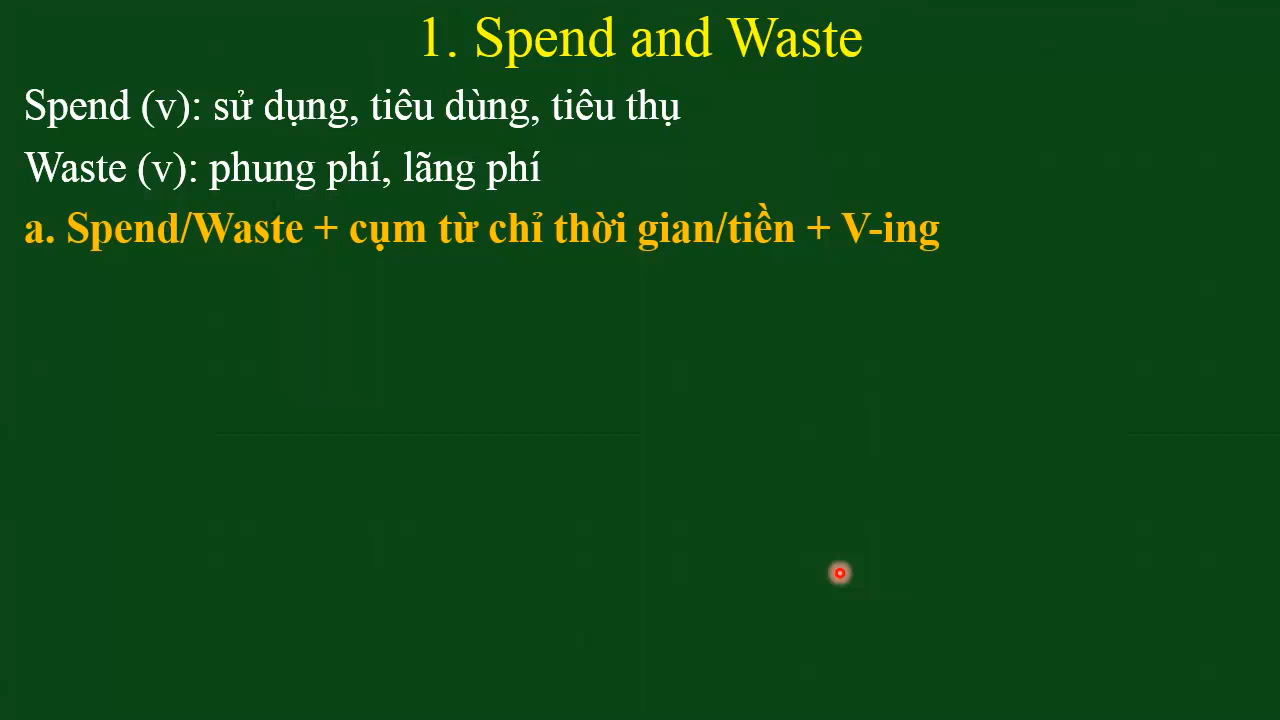 1. Spend and Waste
Spend (v): sử dụng, tiêu dùng, tiêu thụ
Waste (v): phung phí, lãng phí
a. Spend/Waste + cụm từ chỉ thời gian/tiền + V-ing